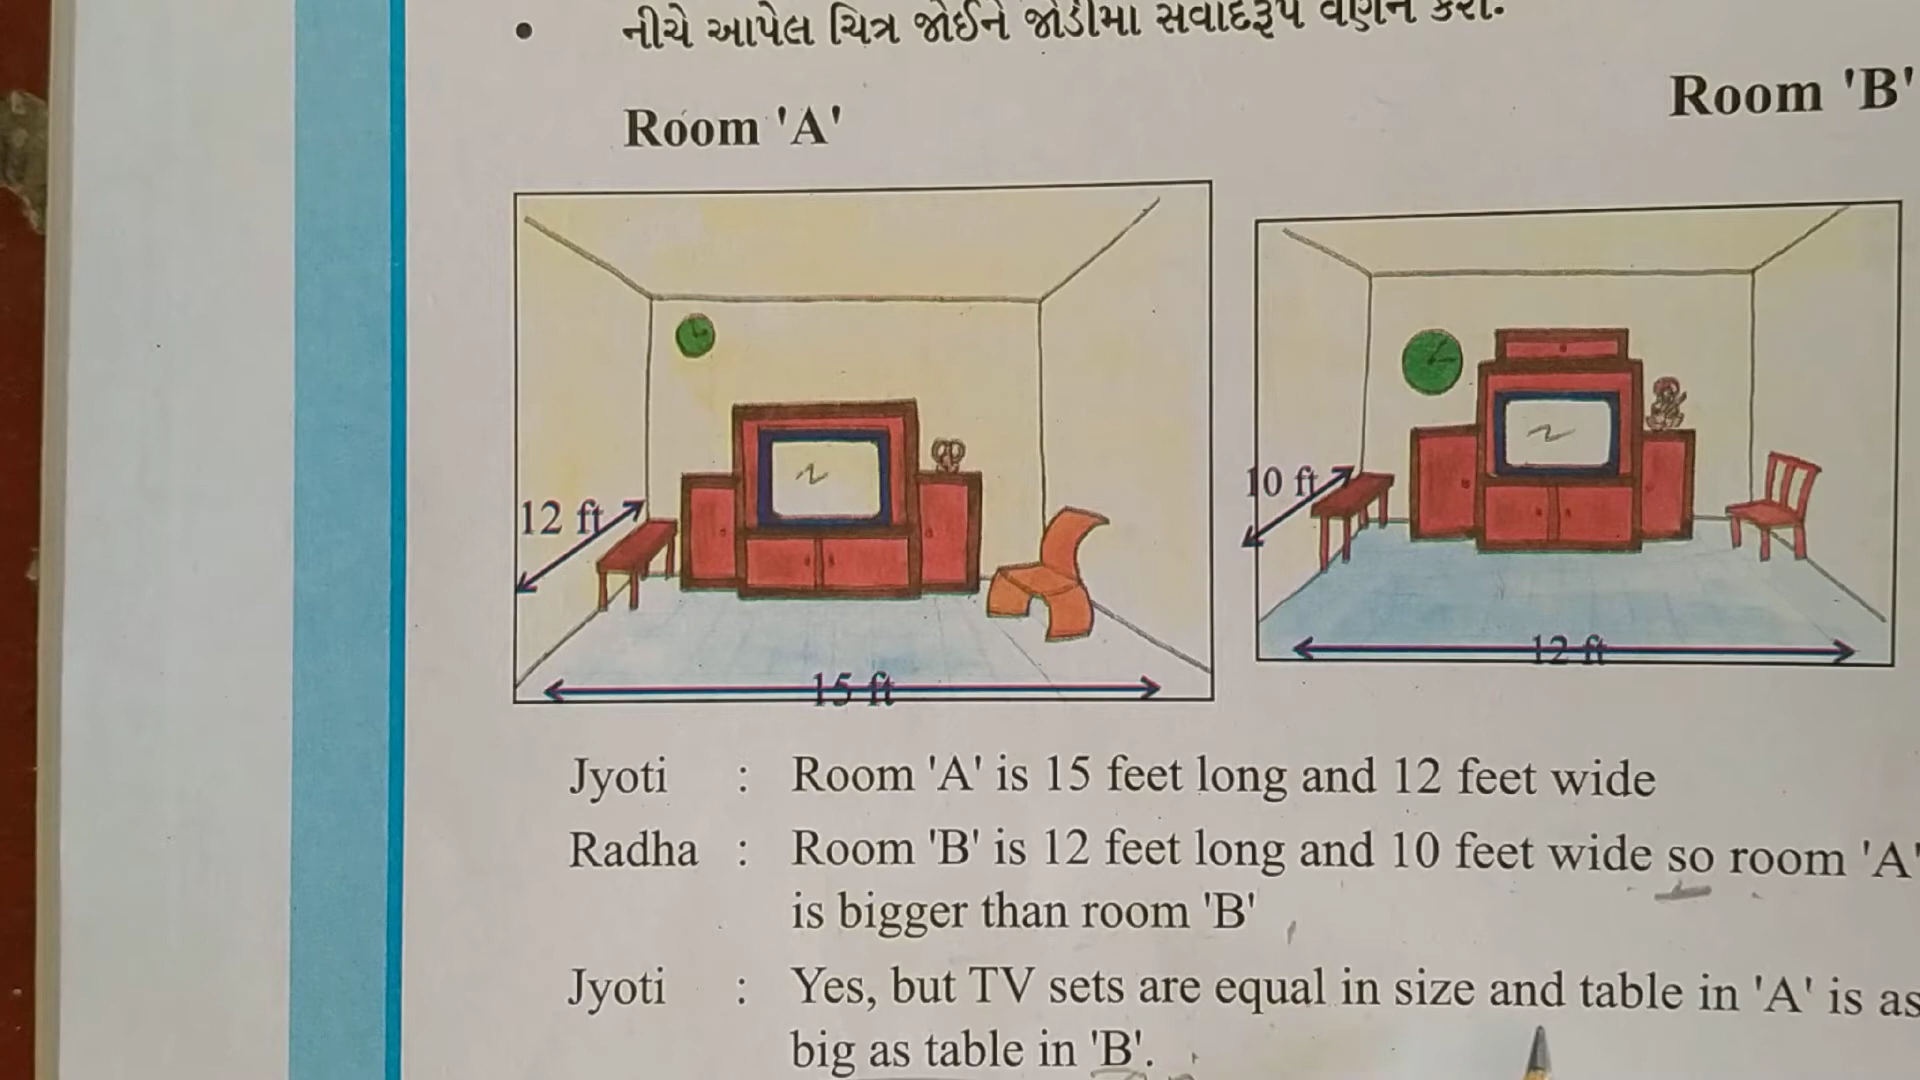 • નીચે આપેલ ચિત્ર જોઈને જોડીમા સંવાદરૂપ વર્ણન કરો.
Room 'A'
Room 'B'
12 ft
15 ft
10 ft
12 ft
Jyoti : Room 'A' is 15 feet long and 12 feet wide
Radha : Room 'B' is 12 feet long and 10 feet wide so room 'A'
is bigger than room 'B'
Jyoti : Yes, but TV sets are equal in size and table in 'A' is as
big as table in 'B'.